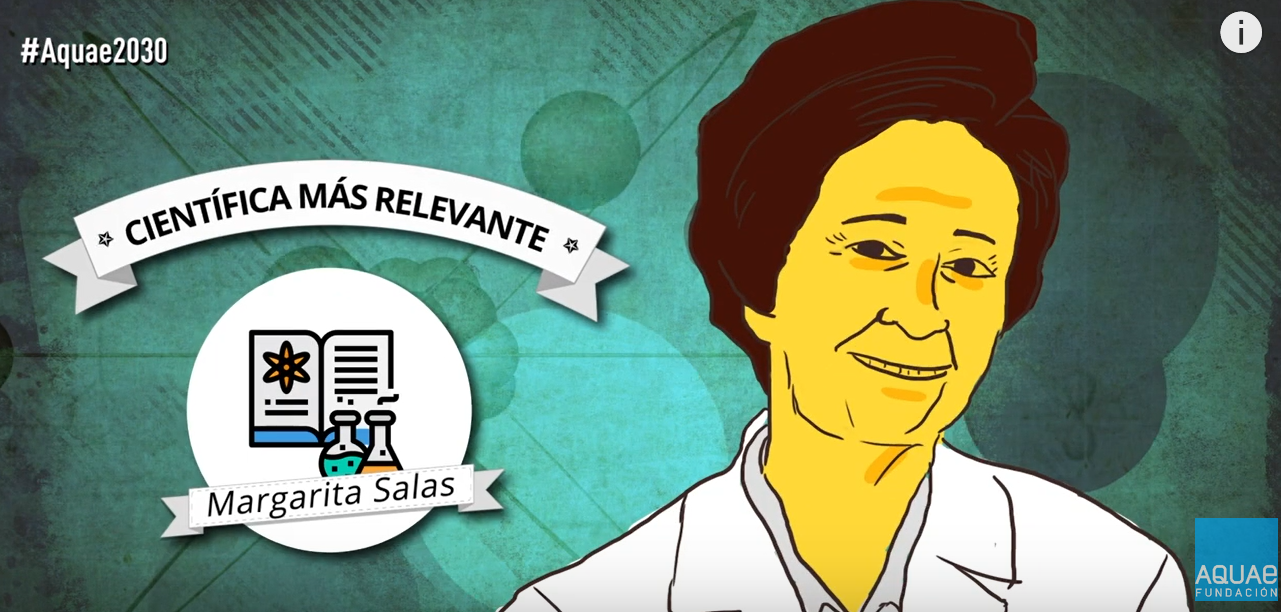 #Aquae2030
CIENTÍFICA MÁS RELEVANTE
Margarita Salas
i
AQUAe
FUNDACIÓN